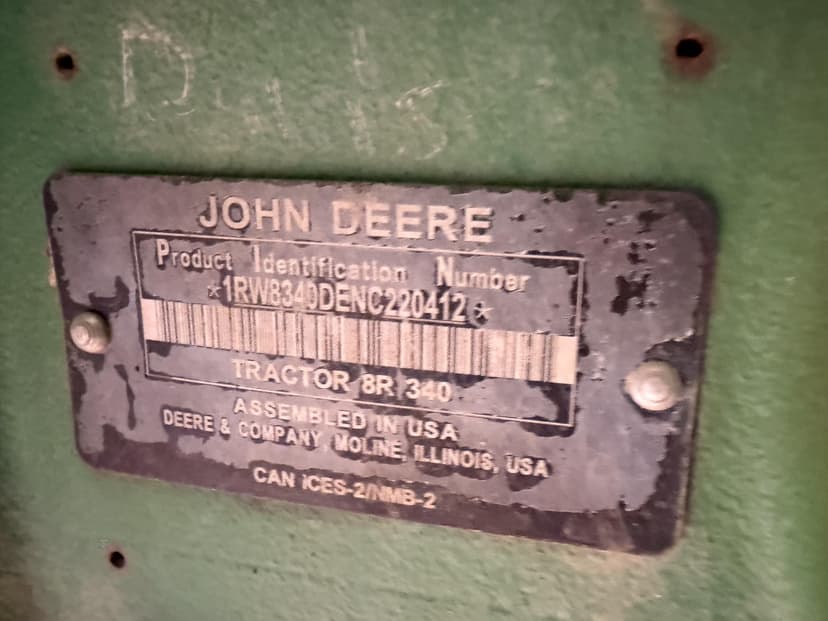 JOHN DEERE
Product Identification Number
*1RW8340DENC220412*
TRACTOR 8R 340
ASSEMBLED IN USA
DEERE & COMPANY, MOLINE, ILLINOIS, USA
CAN ICES-2/NMB-2